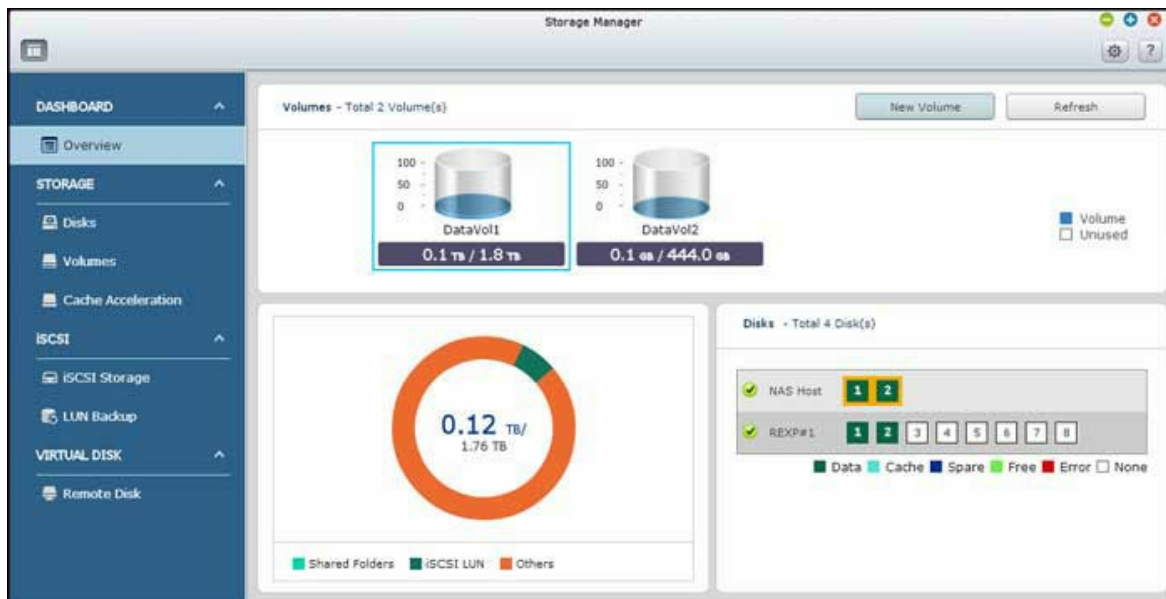 Storage Manager
?
DASHBOARD
Overview
STORAGE
Disks
Volumes
Cache Acceleration
iSCSI
iSCSI Storage
LUN Backup
VIRTUAL DISK
Remote Disk
Volumes - Total 2 Volume(s)
New Volume
Refresh
100
50
0
DataVol1
0.1 TB / 1.8 TB
100
50
0
DataVol2
0.1 GB / 444.0 GB
Volume
Unused
0.12 TB/
1.76 TB
Shared Folders iSCSI LUN Others
Disks - Total 4 Disk(s)
NAS Host 1 2
REXP#1 1 2 3 4 5 6 7 8
Data Cache Spare Free Error None